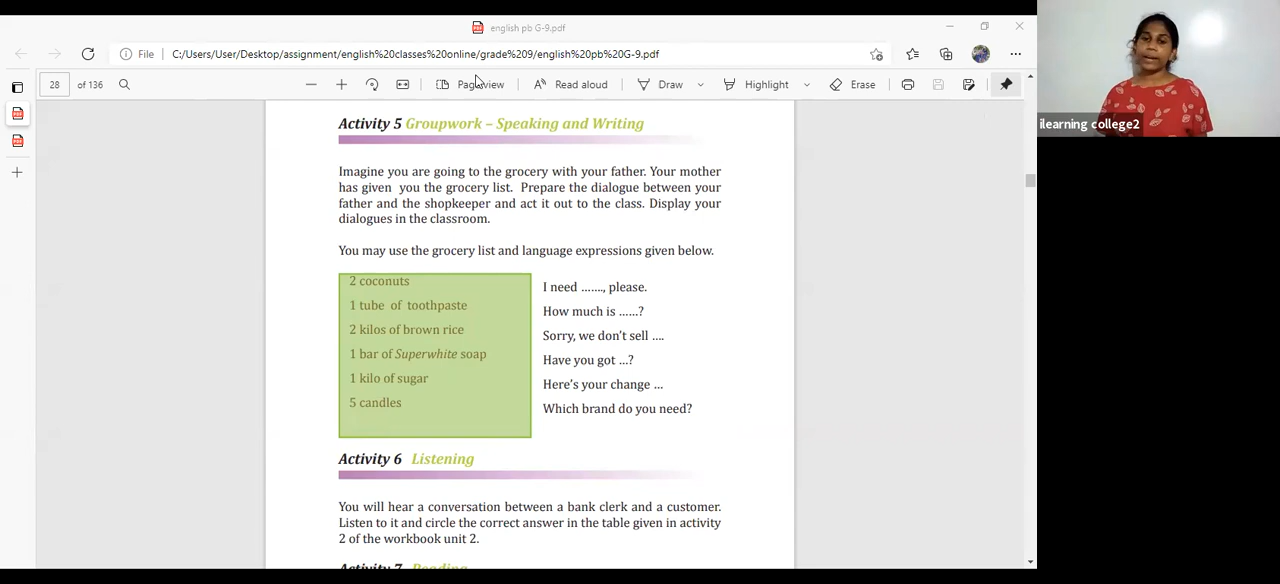 english pb G-9.pdf
File C:/Users/User/Desktop/assignment/english%20classes%20online/grade%209/english%20pb%20G-9.pdf
28 of 136 Page view Read aloud Draw Highlight Erase
ilearning college2
Activity 5 Groupwork – Speaking and Writing
Imagine you are going to the grocery with your father. Your mother
has given you the grocery list. Prepare the dialogue between your
father and the shopkeeper and act it out to the class. Display your
dialogues in the classroom.
You may use the grocery list and language expressions given below.
2 coconuts
1 tube of toothpaste
2 kilos of brown rice
1 bar of Superwhite soap
1 kilo of sugar
5 candles
I need ......., please.
How much is ......?
Sorry, we don't sell ....
Have you got ...?
Here's your change ...
Which brand do you need?
Activity 6 Listening
You will hear a conversation between a bank clerk and a customer.
Listen to it and circle the correct answer in the table given in activity
2 of the workbook unit 2.
Activity 7 Reading